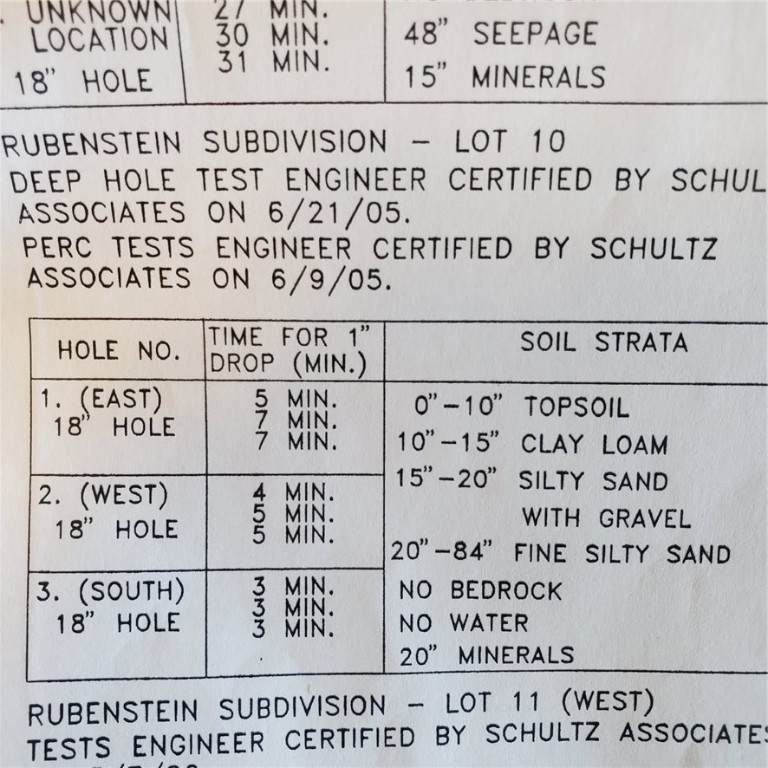 . UNKNOWN 27 MIN.
LOCATION 30 MIN. 48" SEEPAGE
31 MIN.
18" HOLE 15" MINERALS
RUBENSTEIN SUBDIVISION - LOT 10
DEEP HOLE TEST ENGINEER CERTIFIED BY SCHUL
ASSOCIATES ON 6/21/05.
PERC TESTS ENGINEER CERTIFIED BY SCHULTZ
ASSOCIATES ON 6/9/05.
HOLE NO.
TIME FOR 1"
DROP (MIN.)
SOIL STRATA
1. (EAST)
18" HOLE
5 MIN.
7 MIN.
7 MIN.
2. (WEST)
18" HOLE
4 MIN.
5 MIN.
5 MIN.
3. (SOUTH)
18" HOLE
3 MIN.
3 MIN.
3 MIN.
0"-10" TOPSOIL
10"-15" CLAY LOAM
15"-20" SILTY SAND
WITH GRAVEL
20"-84" FINE SILTY SAND
NO BEDROCK
NO WATER
20" MINERALS
RUBENSTEIN SUBDIVISION - LOT 11 (WEST)
TESTS ENGINEER CERTIFIED BY SCHULTZ ASSOCIATES